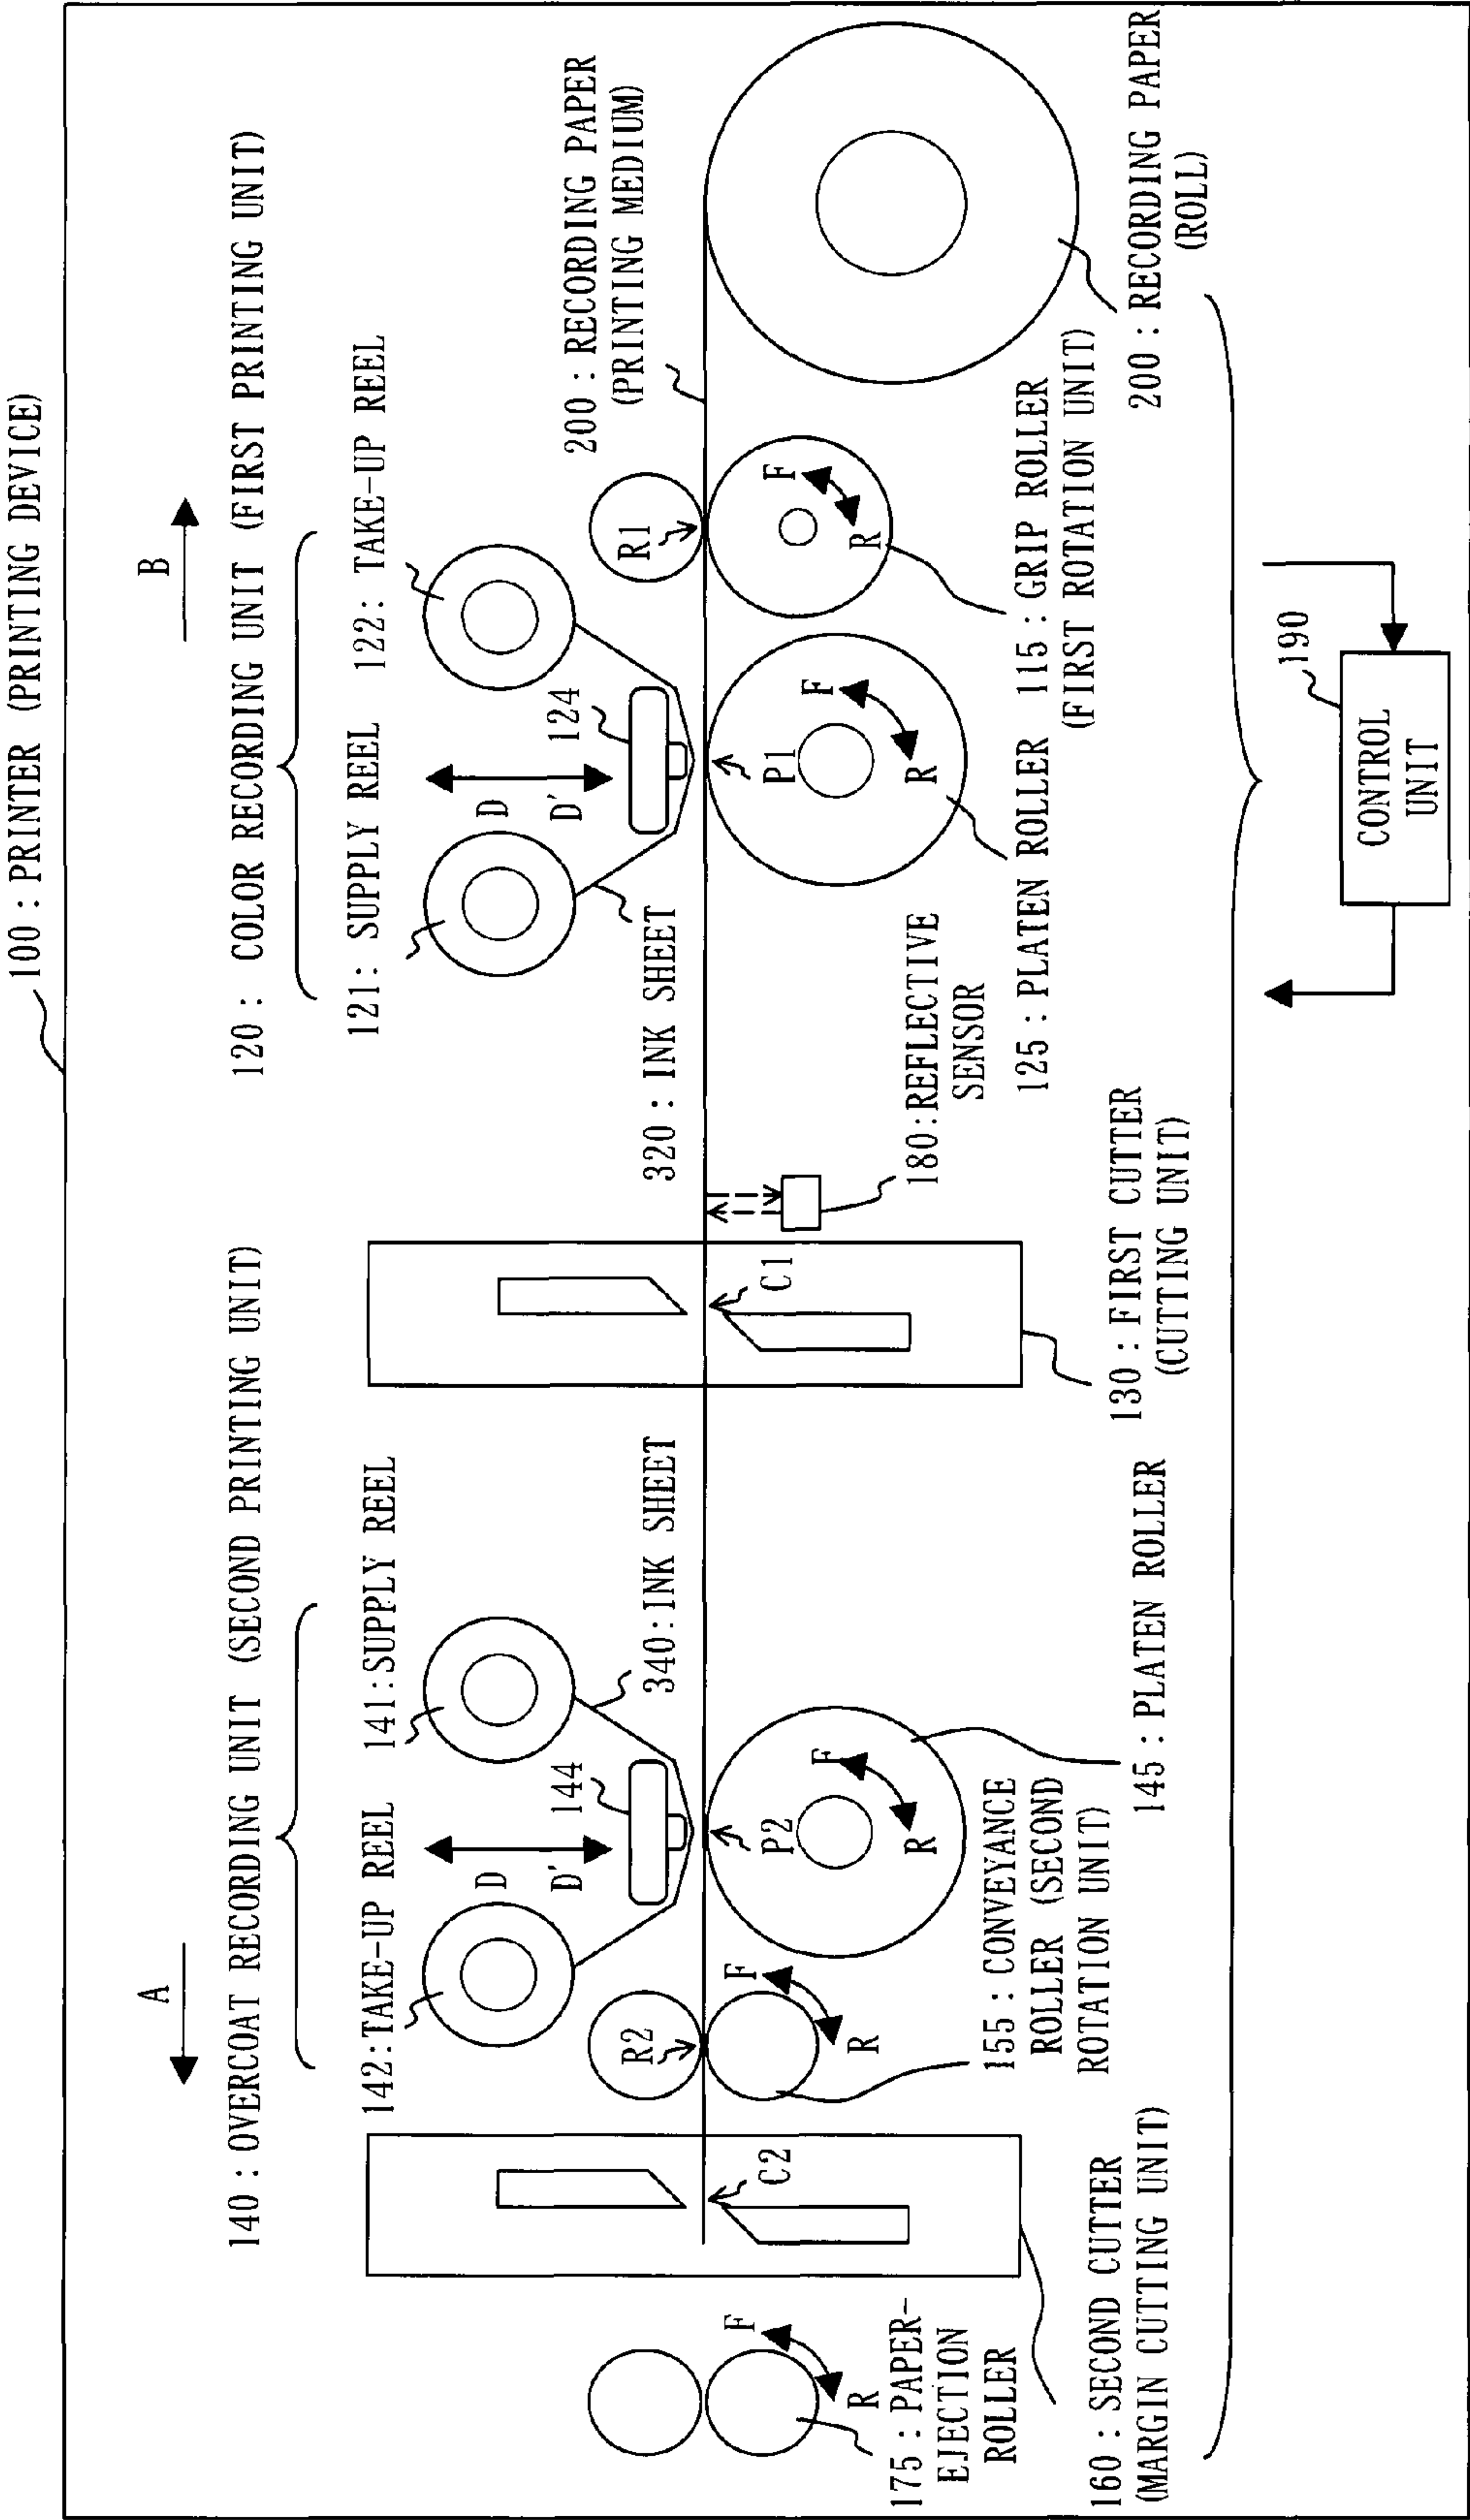 100 : PRINTER (PRINTING DEVICE)
A
B
140 : OVERCOAT RECORDING UNIT (SECOND PRINTING UNIT)
120 : COLOR RECORDING UNIT (FIRST PRINTING UNIT)
142:TAKE-UP REEL
141:SUPPLY REEL
121: SUPPLY REEL
122: TAKE-UP REEL
D
D'
144
D
D'
124
200 : RECORDING PAPER
(PRINTING MEDIUM)
R2
340:INK SHEET
320 : INK SHEET
R1
F
R
C2
F
R
P2
F
R
C1
P1
F
R
F
R
175 : PAPER-
EJECTION
ROLLER
155 : CONVEYANCE
ROLLER (SECOND
ROTATION UNIT)
180:REFLECTIVE
SENSOR
125 : PLATEN ROLLER
115 : GRIP ROLLER
(FIRST ROTATION UNIT)
160 : SECOND CUTTER
(MARGIN CUTTING UNIT)
145 : PLATEN ROLLER
130 : FIRST CUTTER
(CUTTING UNIT)
200 : RECORDING PAPER
(ROLL)
190
CONTROL
UNIT